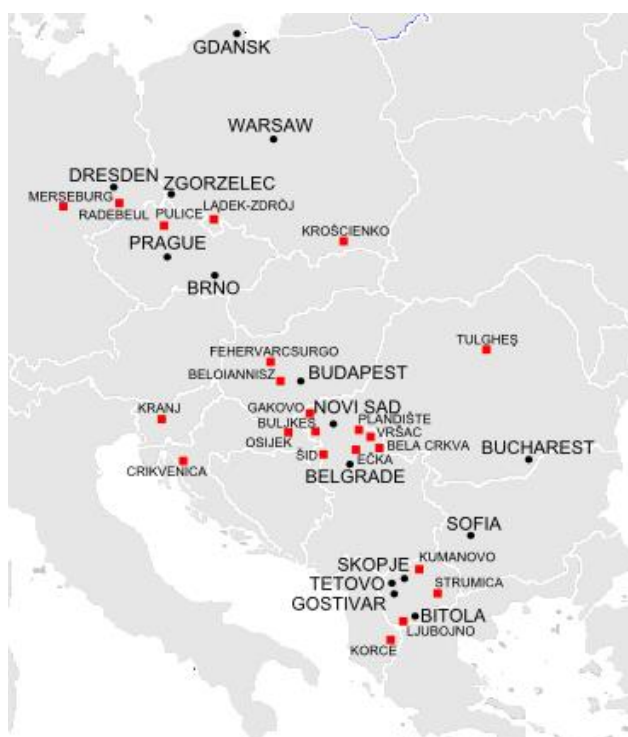 GDAŃSK
WARSAW
DRESDEN
ZGORZELEC
MERSEBURG
LADEK-ZDRÓJ
RADEBEUL
PULICE
KROŚCIENKO
PRAGUE
BRNO
TULGHEŞ
FEHERVARCSURGO
BELOIANNISZ
BUDAPEST
KRANJ
GAKOVO
NOVI SAD
BULJKES
PLANDIŠTE
VRŠAC
OSIJEK
BELA CRKVA
BUCHAREST
ŠID
EČKA
CRIKVENICA
BELGRADE
SOFIA
SKOPJE
KUMANOVO
TETOVO
STRUMICA
GOSTIVAR
BITOLA
LJUBOJNO
KORCE